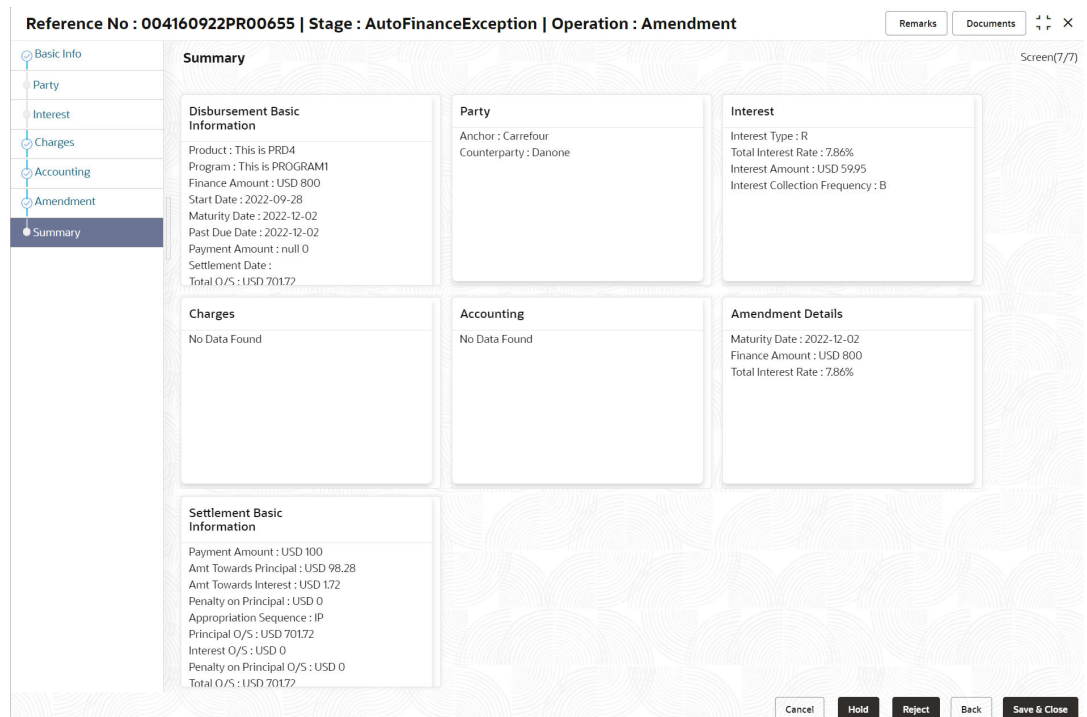 Reference No : 004160922PR00655 | Stage : AutoFinanceException | Operation : Amendment
Remarks
Documents
Basic Info
Party
Interest
Charges
Accounting
Amendment
Summary
Summary
Screen(7/7)
Disbursement Basic
Information
Product : This is PRD4
Program : This is PROGRAM1
Finance Amount : USD 800
Start Date : 2022-09-28
Maturity Date : 2022-12-02
Past Due Date : 2022-12-02
Payment Amount : null 0
Settlement Date :
Total O/S : USD 701.72
Party
Anchor : Carrefour
Counterparty : Danone
Interest
Interest Type : R
Total Interest Rate : 7.86%
Interest Amount : USD 59.95
Interest Collection Frequency : B
Charges
No Data Found
Accounting
No Data Found
Amendment Details
Maturity Date : 2022-12-02
Finance Amount : USD 800
Total Interest Rate : 7.86%
Settlement Basic
Information
Payment Amount : USD 100
Amt Towards Principal : USD 98.28
Amt Towards Interest : USD 1.72
Penalty on Principal : USD 0
Appropriation Sequence : IP
Principal O/S : USD 701.72
Interest O/S : USD 0
Penalty on Principal O/S : USD 0
Total O/S : USD 701.72
Cancel
Hold
Reject
Back
Save & Close